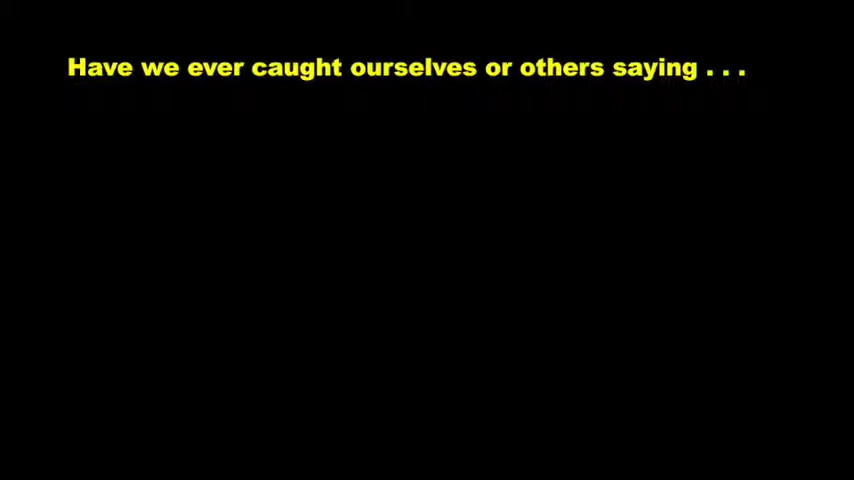 Have we ever caught ourselves or others saying . . .